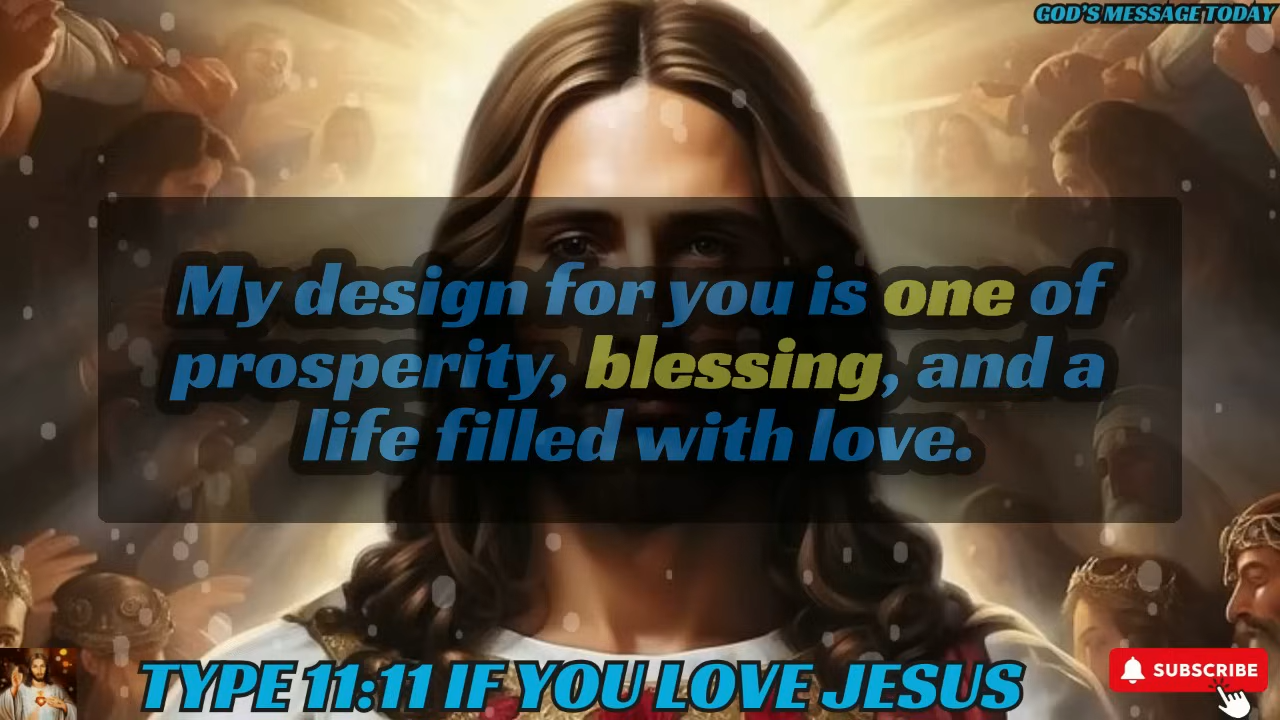 GOD'S MESSAGE TODAY
My design for you is one of
prosperity, blessing, and a
life filled with love.
TYPE 11:11 IF YOU LOVE JESUS
SUBSCRIBE